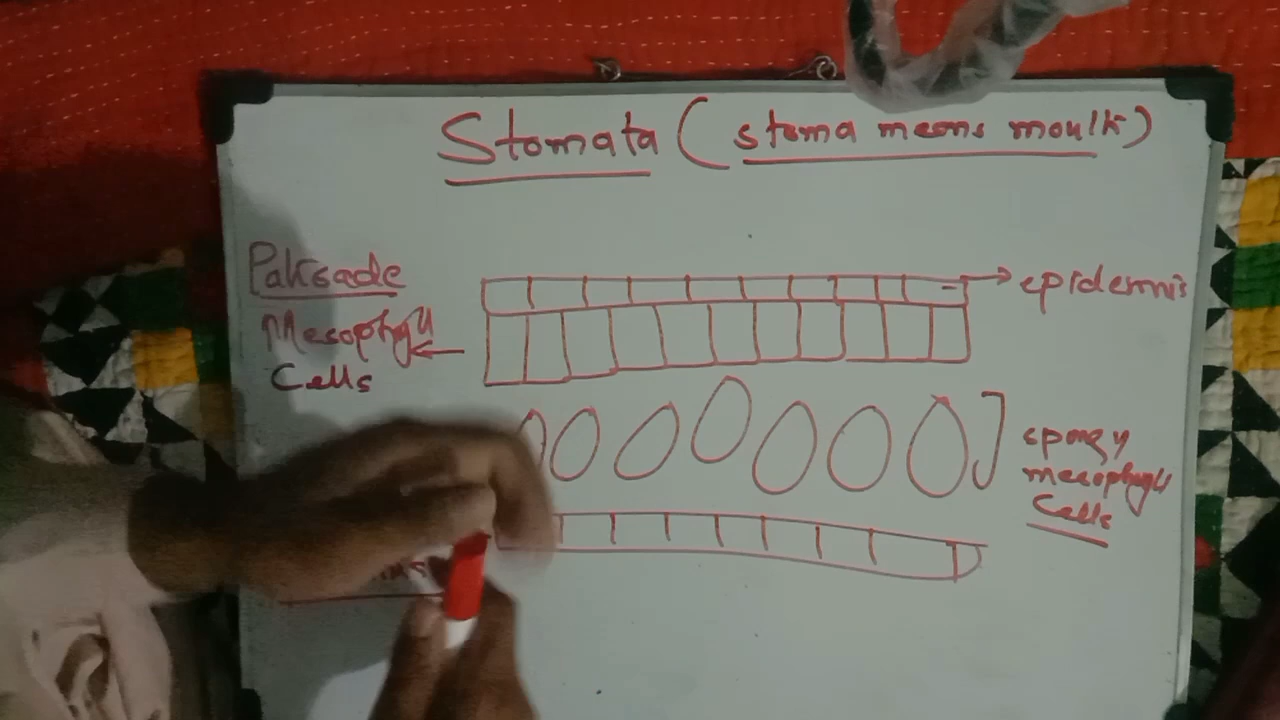 Stomata (stoma means mouth)
Palisade
Mesophyll
Cells
epidermis
spongy
mesophyll
Cells